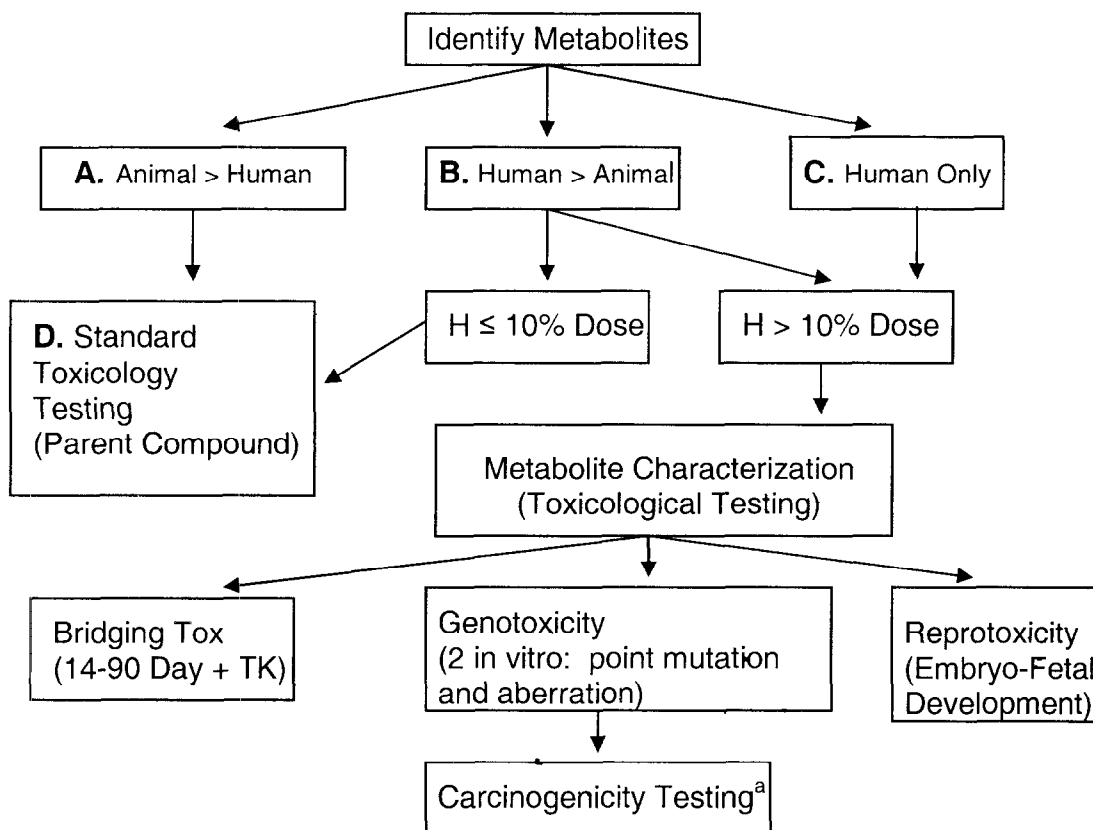 Identify Metabolites
A. Animal > Human
B. Human > Animal
C. Human Only
D. Standard
Toxicology
Testing
(Parent Compound)
H ≤ 10% Dose
H > 10% Dose
Metabolite Characterization
(Toxicological Testing)
Bridging Tox
(14-90 Day + TK)
Genotoxicity
(2 in vitro: point mutation
and aberration)
Reprotoxicity
(Embryo-Fetal
Development)
Carcinogenicity Testingª